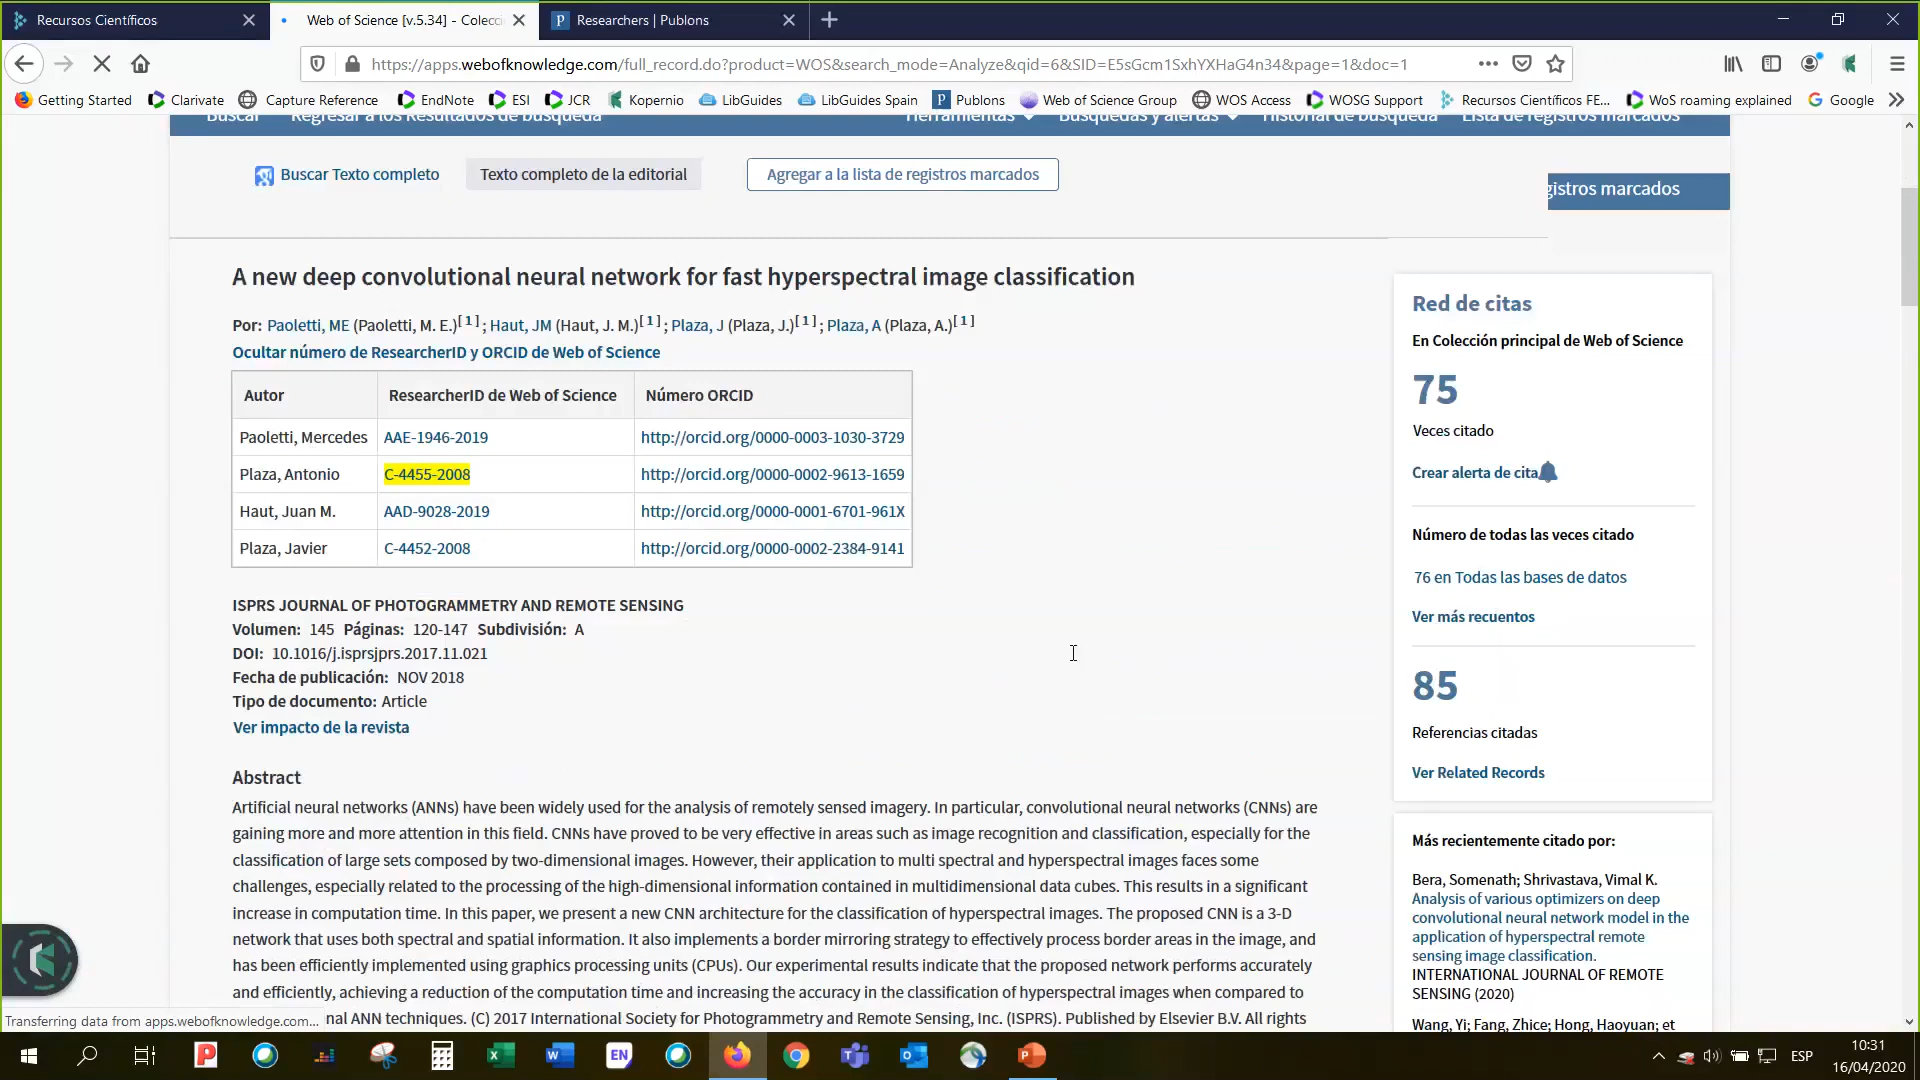 Recursos Científicos
Web of Science [v.5.34] - Colecci
Researchers | Publons
https://apps.webofknowledge.com/full_record.do?product=WOS&search_mode=Analyze&qid=6&SID=E5sGcm1SxhYXHaG4n34&page=1&doc=1
Getting Started Clarivate Capture Reference EndNote ESI JCR Kopernio LibGuides LibGuides Spain Publons Web of Science Group WOS Access WOSG Support Recursos Científicos FE... WoS roaming explained Google
Buscar Regresar a los Resultados de búsqueda Herramientas Búsquedas y alertas Historial de búsqueda Lista de registros marcados
Buscar Texto completo Texto completo de la editorial Agregar a la lista de registros marcados
gistros marcados
A new deep convolutional neural network for fast hyperspectral image classification
Por: Paoletti, ME (Paoletti, M. E.)[ 1 ] ; Haut, JM (Haut, J. M.)[ 1 ] ; Plaza, J (Plaza, J.)[ 1 ] ; Plaza, A (Plaza, A.)[ 1 ]
Ocultar número de ResearcherID y ORCID de Web of Science
Autor ResearcherID de Web of Science Número ORCID
Paoletti, Mercedes AAE-1946-2019 http://orcid.org/0000-0003-1030-3729
Plaza, Antonio C-4455-2008 http://orcid.org/0000-0002-9613-1659
Haut, Juan M. AAD-9028-2019 http://orcid.org/0000-0001-6701-961X
Plaza, Javier C-4452-2008 http://orcid.org/0000-0002-2384-9141
ISPRS JOURNAL OF PHOTOGRAMMETRY AND REMOTE SENSING
Volumen: 145 Páginas: 120-147 Subdivisión: A
DOI: 10.1016/j.isprsjprs.2017.11.021
Fecha de publicación: NOV 2018
Tipo de documento: Article
Ver impacto de la revista
Abstract
Artificial neural networks (ANNs) have been widely used for the analysis of remotely sensed imagery. In particular, convolutional neural networks (CNNs) are
gaining more and more attention in this field. CNNs have proved to be very effective in areas such as image recognition and classification, especially for the
classification of large sets composed by two-dimensional images. However, their application to multi spectral and hyperspectral images faces some
challenges, especially related to the processing of the high-dimensional information contained in multidimensional data cubes. This results in a significant
increase in computation time. In this paper, we present a new CNN architecture for the classification of hyperspectral images. The proposed CNN is a 3-D
network that uses both spectral and spatial information. It also implements a border mirroring strategy to effectively process border areas in the image, and
has been efficiently implemented using graphics processing units (CPUs). Our experimental results indicate that the proposed network performs accurately
and efficiently, achieving a reduction of the computation time and increasing the accuracy in the classification of hyperspectral images when compared to
nal ANN techniques. (C) 2017 International Society for Photogrammetry and Remote Sensing, Inc. (ISPRS). Published by Elsevier B.V. All rights
Red de citas
En Colección principal de Web of Science
75
Veces citado
Crear alerta de cita
Número de todas las veces citado
76 en Todas las bases de datos
Ver más recuentos
85
Referencias citadas
Ver Related Records
Más recientemente citado por:
Bera, Somenath; Shrivastava, Vimal K.
Analysis of various optimizers on deep
convolutional neural network model in the
application of hyperspectral remote
sensing image classification.
INTERNATIONAL JOURNAL OF REMOTE
SENSING (2020)
Wang, Yi; Fang, Zhice; Hong, Haoyuan; et
Transferring data from apps.webofknowledge.com...
EN
ESP
10:31
16/04/2020